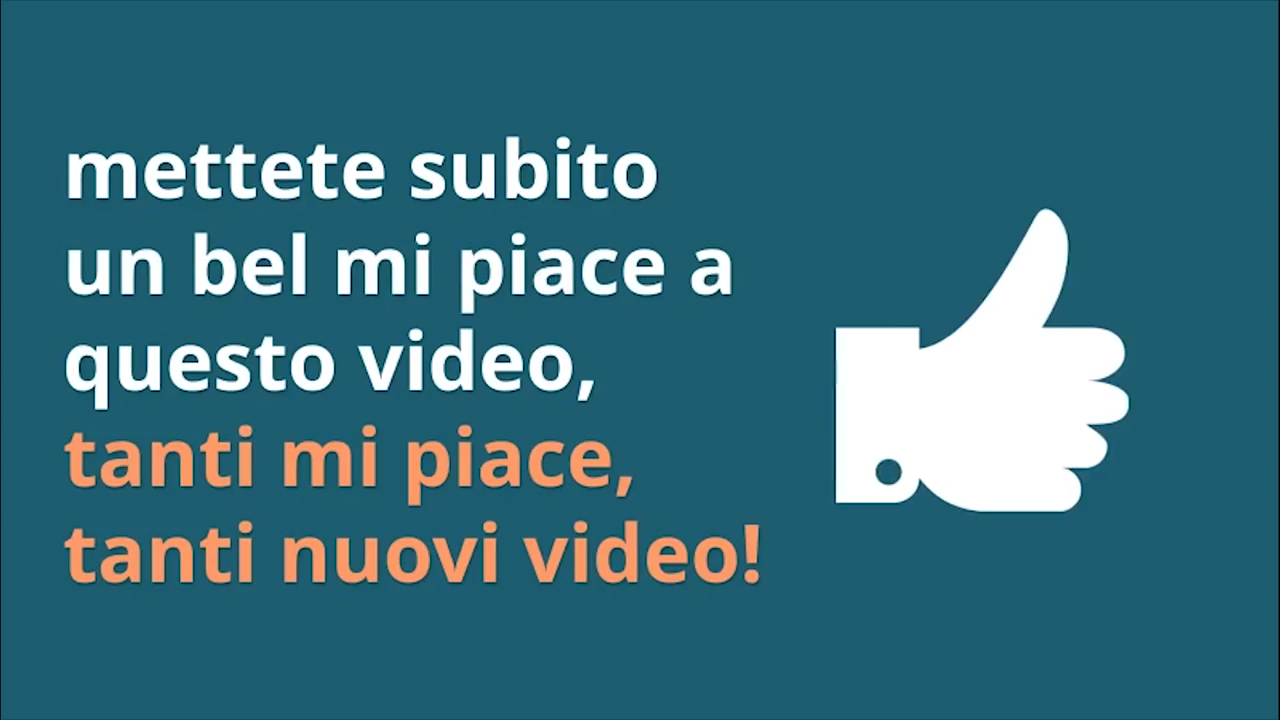 mettete subito
un bel mi piace a
questo video,
tanti mi piace,
tanti nuovi video!